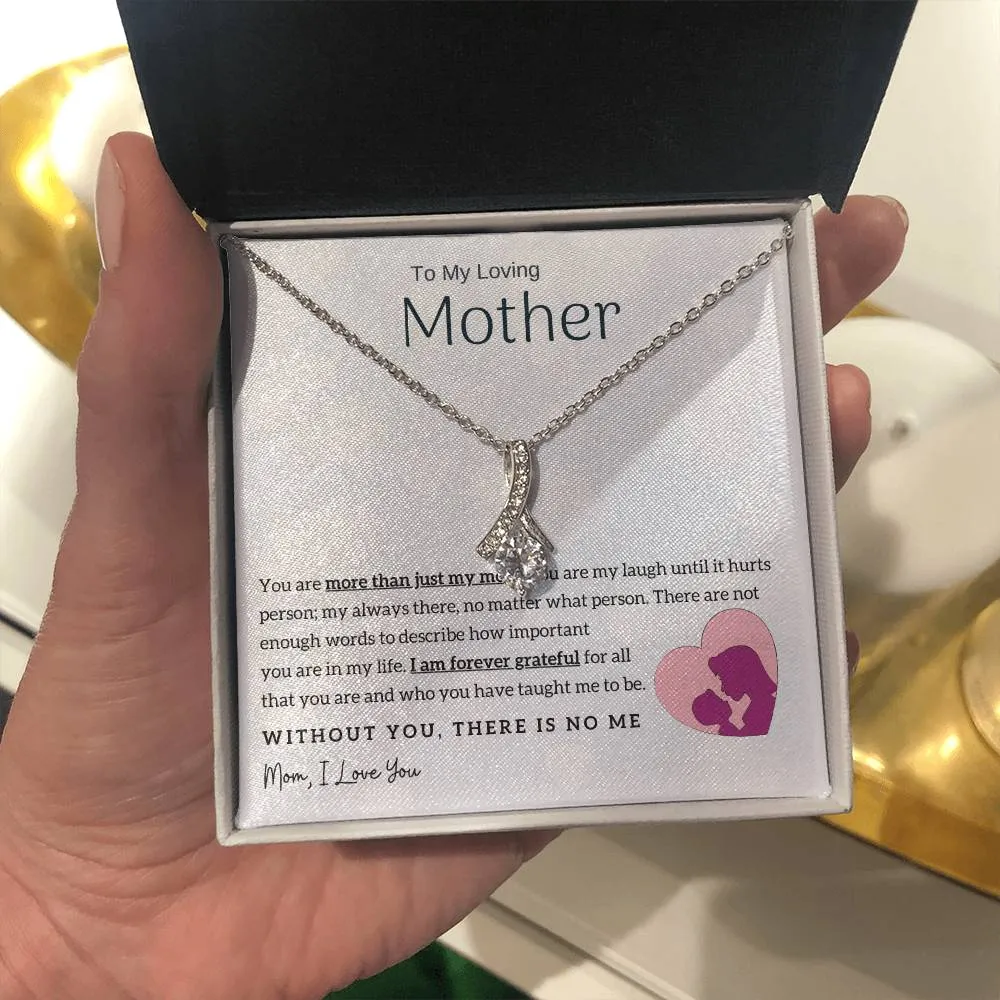 To My Loving
Mother
You are more than just my are my laugh until it hurts
person; my always there, no matter what person. There are not
enough words to describe how important
you are in my life. I am forever grateful for all
that you are and who you have taught me to be.
WITHOUT YOU, THERE IS NO ME
Mom, I Love You